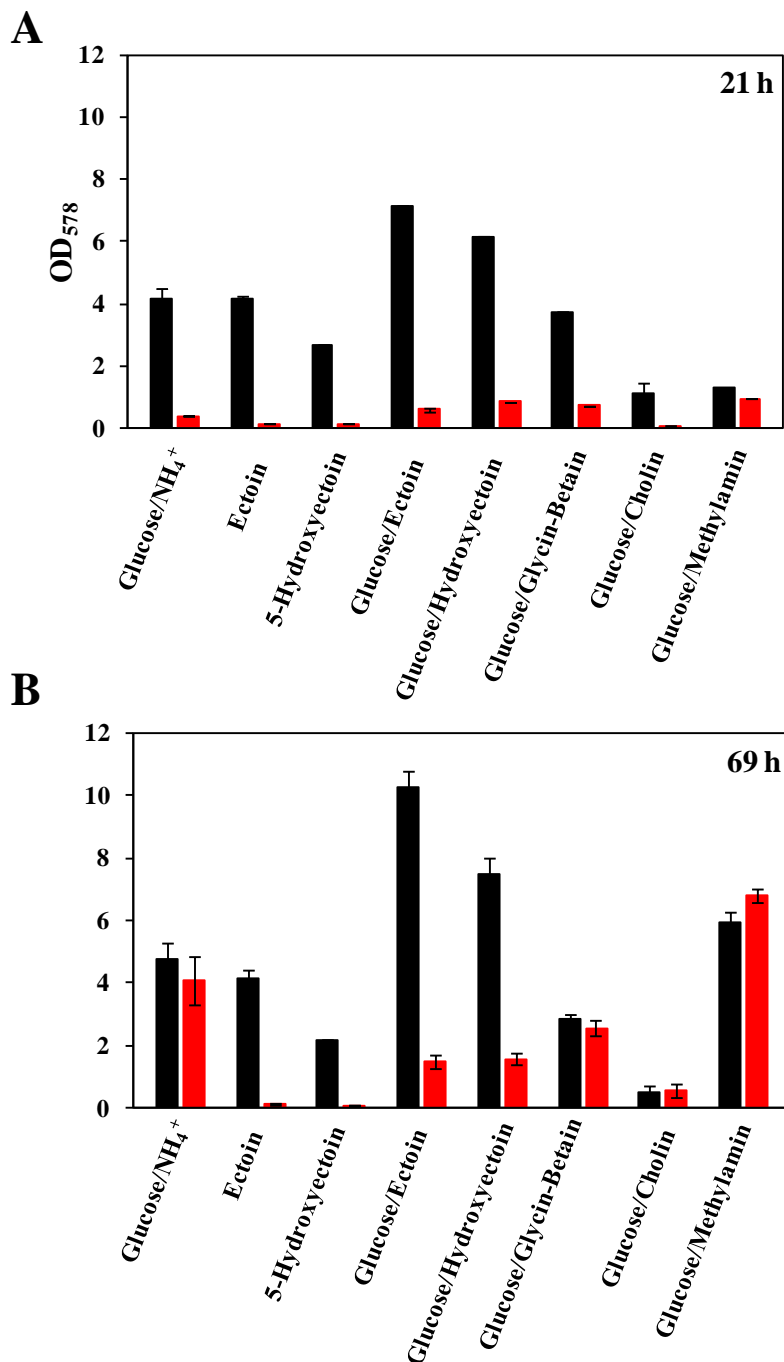 A
21 h
12
10
8
6
4
2
0
OD578
Glucose/NH4+
Ectoin
5-Hydroxyectoin
Glucose/Ectoin
Glucose/Hydroxyectoin
Glucose/Glycin-Betain
Glucose/Cholin
Glucose/Methylamin
B
69 h
12
10
8
6
4
2
0
Glucose/NH4+
Ectoin
5-Hydroxyectoin
Glucose/Ectoin
Glucose/Hydroxyectoin
Glucose/Glycin-Betain
Glucose/Cholin
Glucose/Methylamin